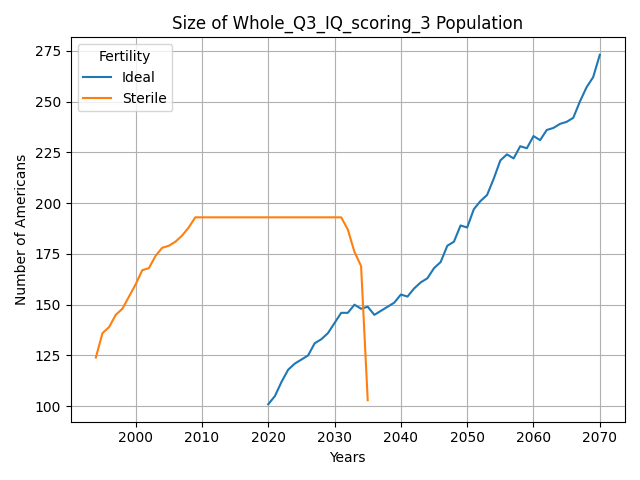 Size of Whole_Q3_IQ_scoring_3 Population
Fertility
Ideal
Sterile
Number of Americans
275
250
225
200
175
150
125
100
2000 2010 2020 2030 2040 2050 2060 2070
Years